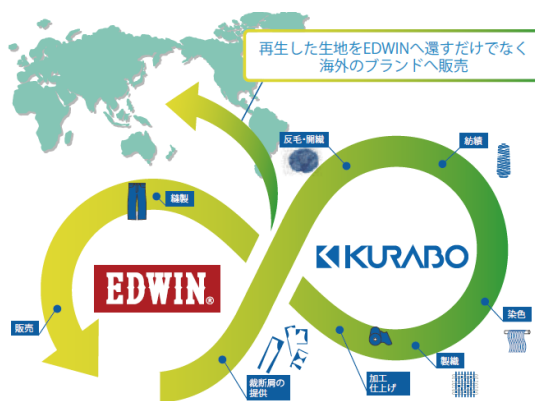 再生した生地をEDWINへ還すだけでなく
海外のブランドへ販売
反毛・開繊
紡績
縫製
KURABO
EDWIN®
染色
販売
製織
裁断屑の
提供
加工
仕上げ